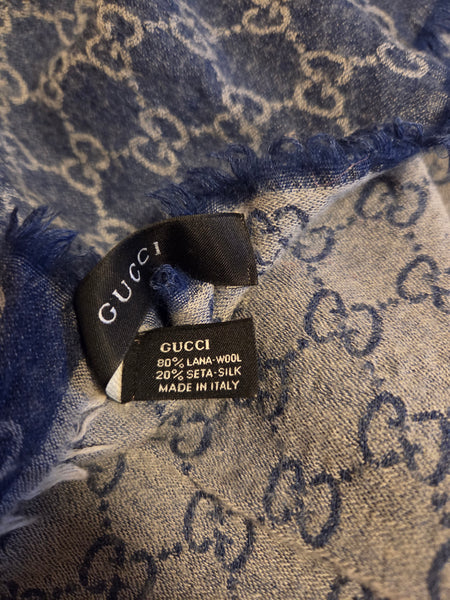 GUCCI
GUCCI
80% LANA-WOOL
20% SETA-SILK
MADE IN ITALY